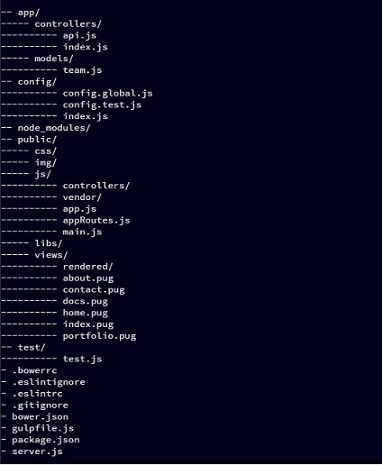 -- app/
----- controllers/
---------- api.js
---------- index.js
----- models/
---------- team.js
-- config/
---------- config.global.js
---------- config.test.js
---------- index.js
-- node_modules/
-- public/
----- css/
----- img/
----- js/
---------- controllers/
---------- vendor/
---------- app.js
---------- appRoutes.js
---------- main.js
----- libs/
----- views/
---------- rendered/
---------- about.pug
---------- contact.pug
---------- docs.pug
---------- home.pug
---------- index.pug
---------- portfolio.pug
-- test/
---------- test.js
- .bowerrc
- .eslintignore
- .eslintrc
- .gitignore
- bower.json
- gulpfile.js
- package.json
- server.js